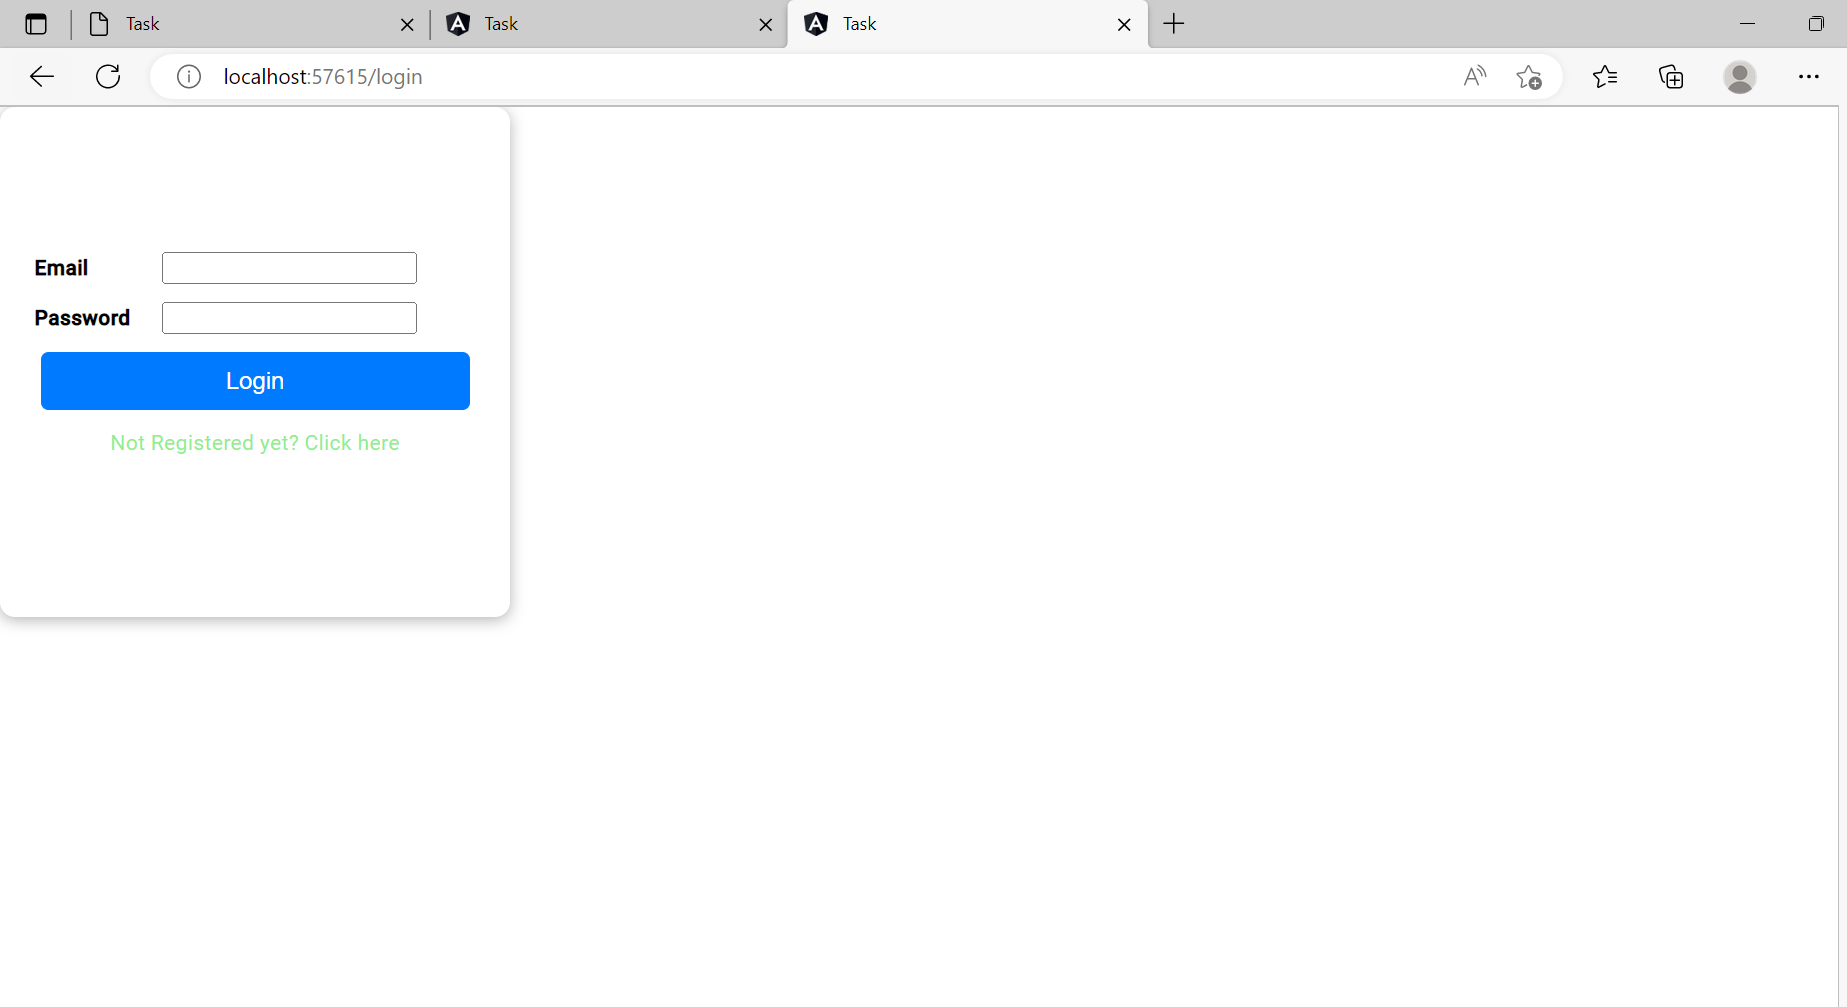 Task
Task
Task
localhost:57615/login
Email
Password
Login
Not Registered yet? Click here